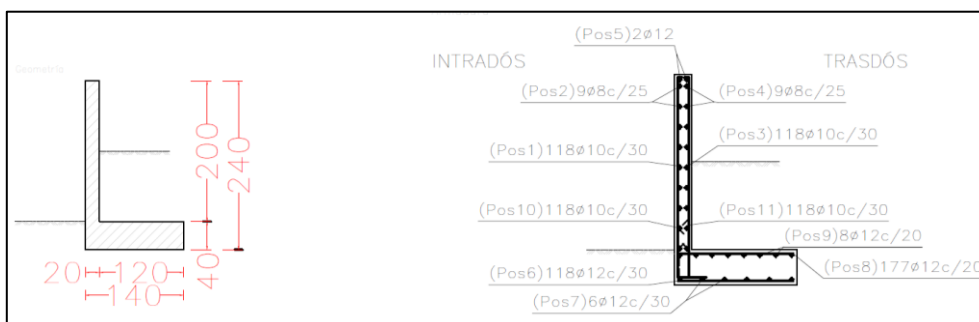 Geometría
200
240
40
20
120
140
(Pos5)2ø12
INTRADÓS
TRASDÓS
(Pos2)9ø8c/25
(Pos4)9ø8c/25
(Pos3)118ø10c/30
(Pos1)118ø10c/30
(Pos10)118ø10c/30
(Pos11)118ø10c/30
(Pos9)8ø12c/20
(Pos6)118ø12c/30
(Pos8)177ø12c/20
(Pos7)6ø12c/30